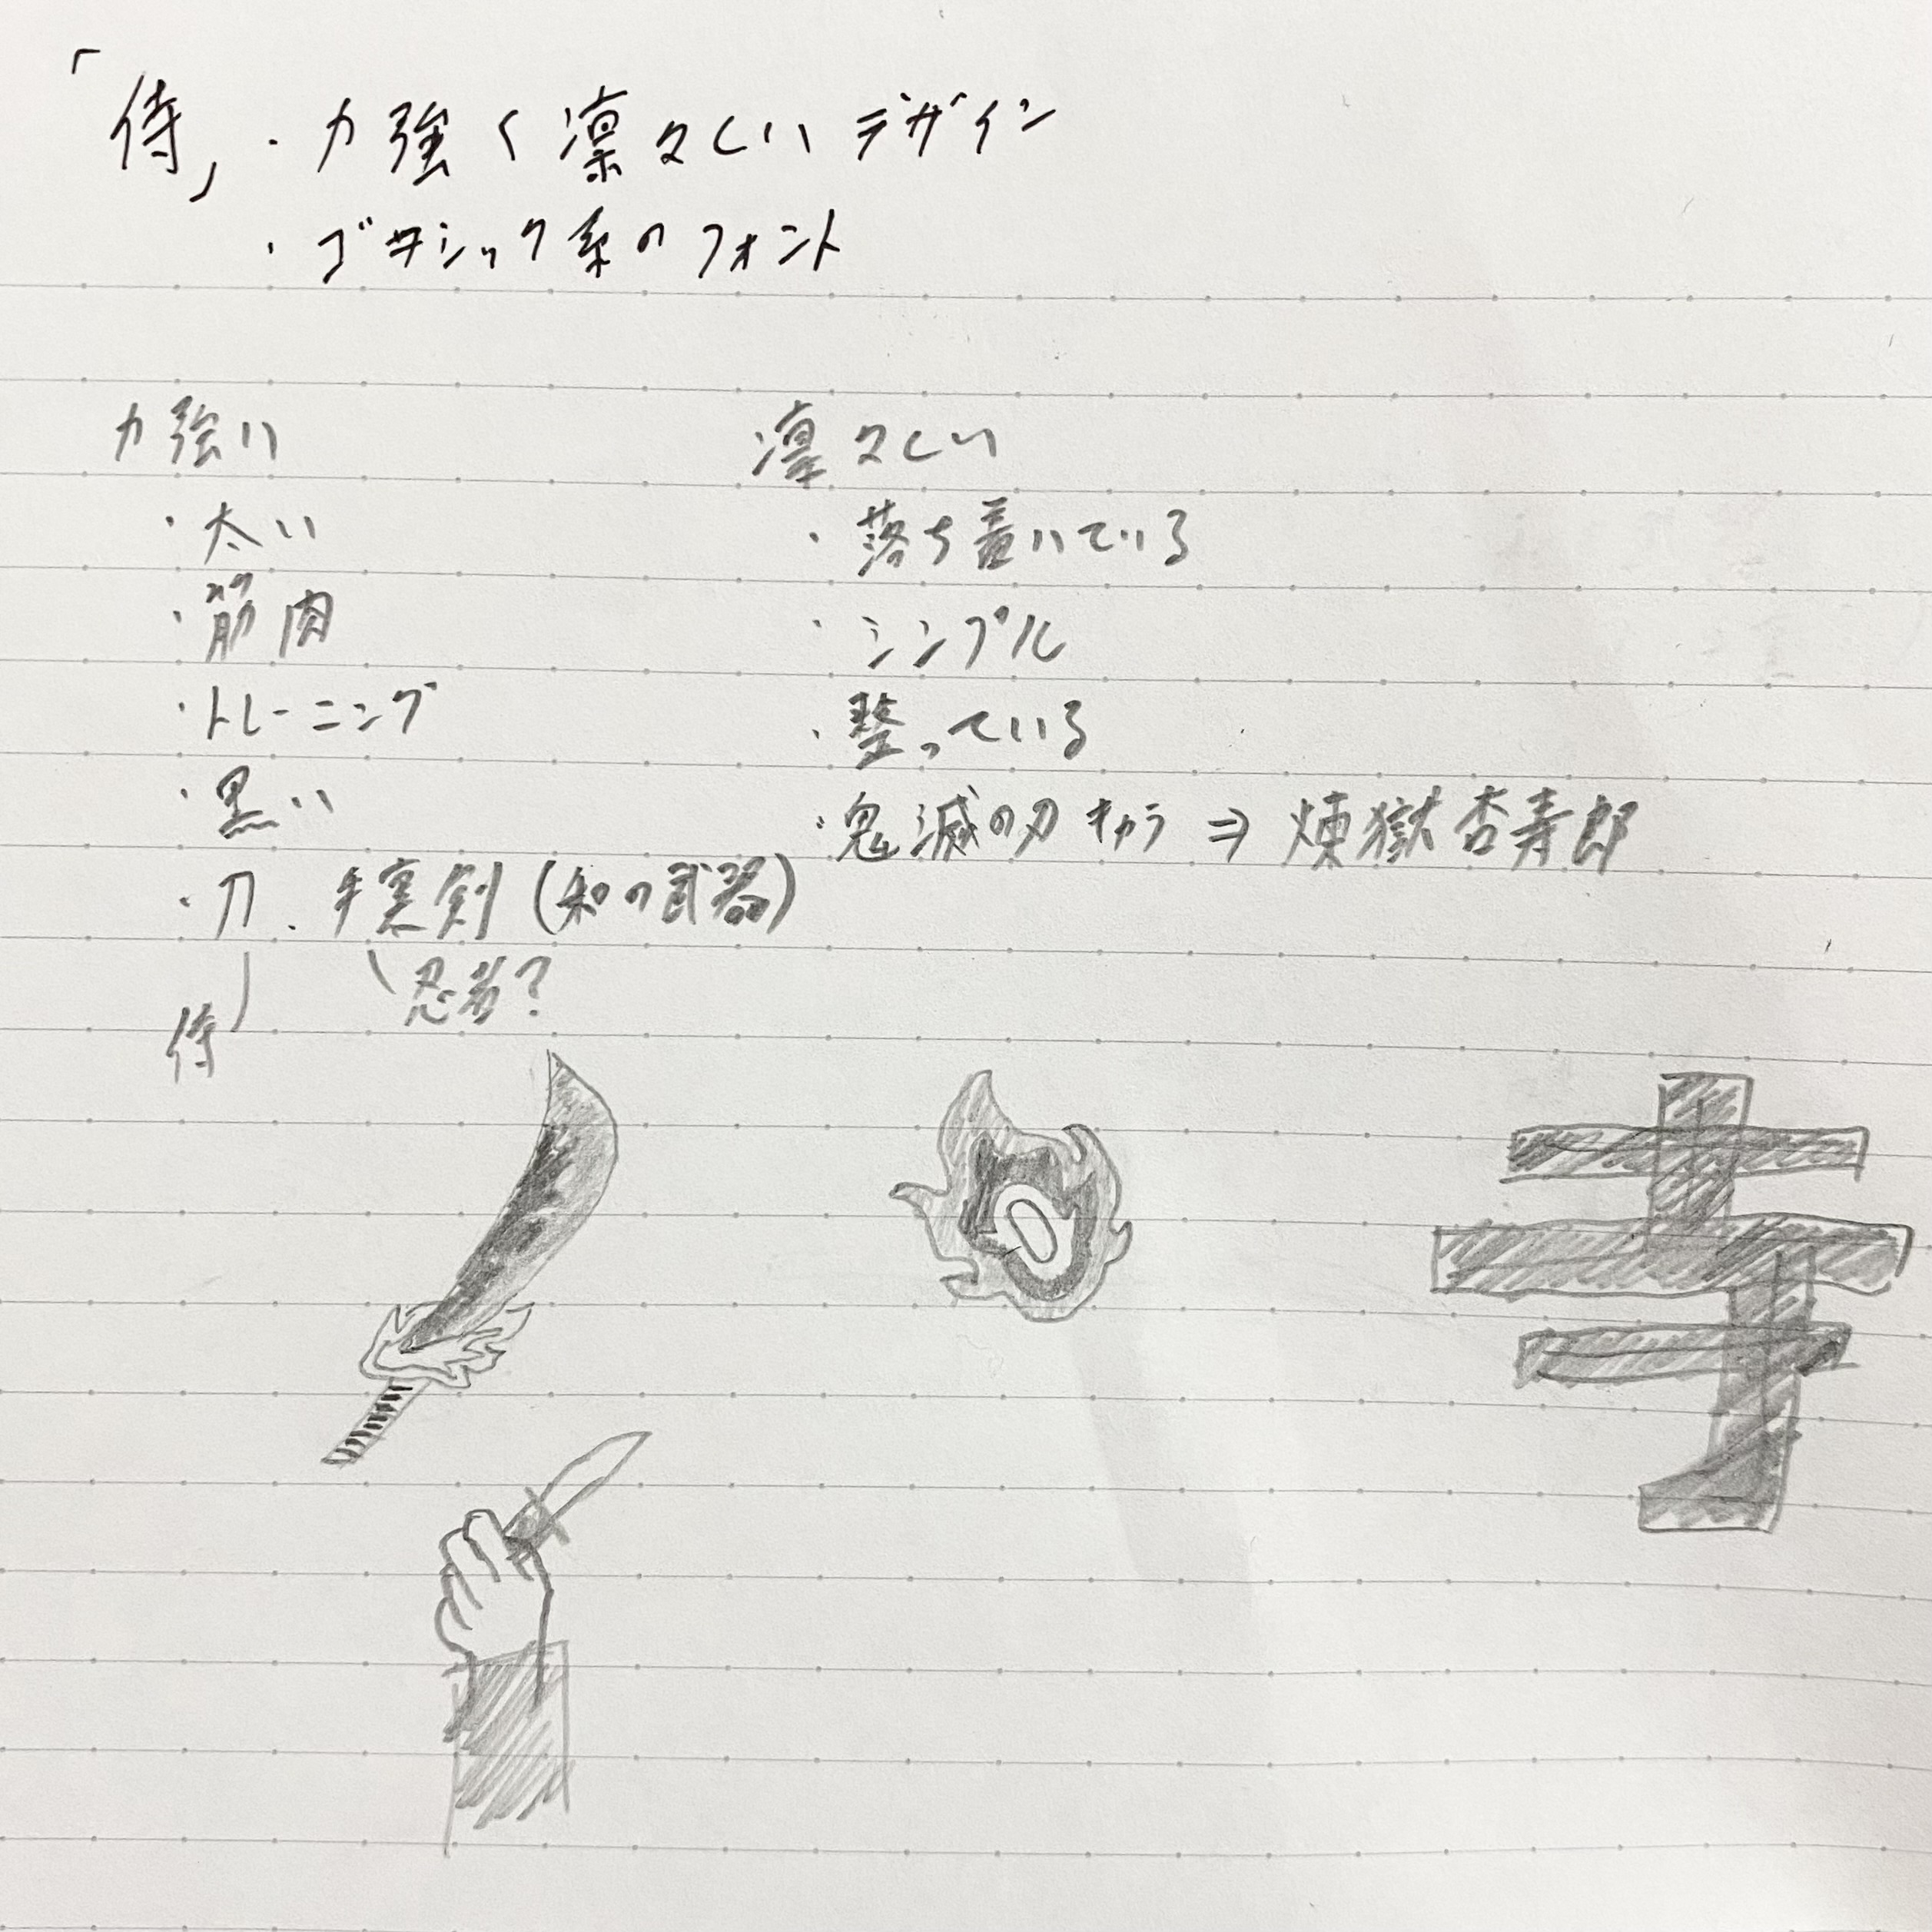 「侍」・力強く凛々しいデザイン
・ゴシック系のフォント
力強い
・太い
・筋肉
・トレーニング
・黒い
・刀、手裏剣(和の武器)
侍
忍者?
凛々しい
・落ち着いている
・シンプル
・整っている
・鬼滅の刃キャラ⇒煉獄杏寿郎
寺